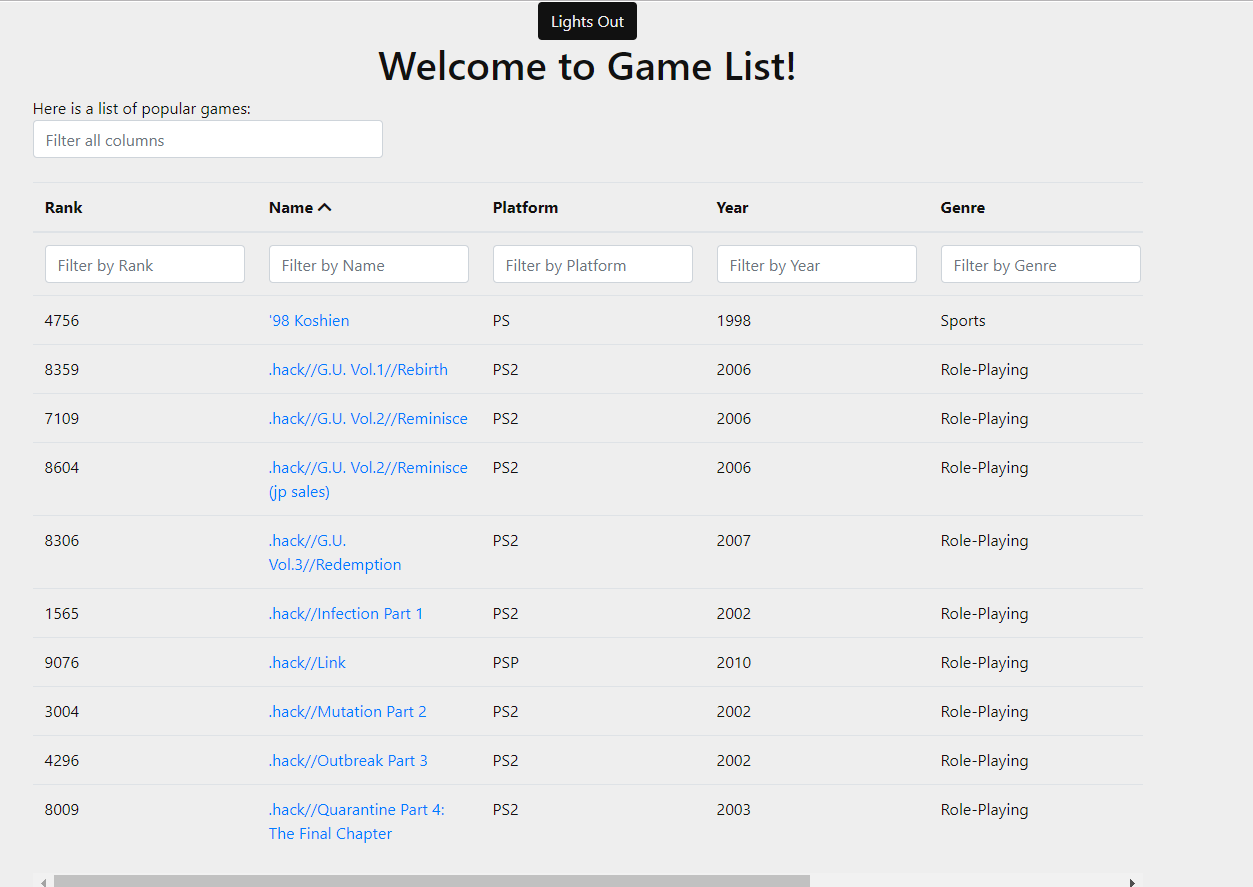 Lights Out
Welcome to Game List!
Here is a list of popular games:
Filter all columns
Rank Name Platform Year Genre
Filter by Rank Filter by Name Filter by Platform Filter by Year Filter by Genre
4756 '98 Koshien PS 1998 Sports
8359 .hack//G.U. Vol.1//Rebirth PS2 2006 Role-Playing
7109 .hack//G.U. Vol.2//Reminisce PS2 2006 Role-Playing
8604 .hack//G.U. Vol.2//Reminisce PS2 2006 Role-Playing
(jp sales)
8306 .hack//G.U. PS2 2007 Role-Playing
Vol.3//Redemption
1565 .hack//Infection Part 1 PS2 2002 Role-Playing
9076 .hack//Link PSP 2010 Role-Playing
3004 .hack//Mutation Part 2 PS2 2002 Role-Playing
4296 .hack//Outbreak Part 3 PS2 2002 Role-Playing
8009 .hack//Quarantine Part 4: PS2 2003 Role-Playing
The Final Chapter